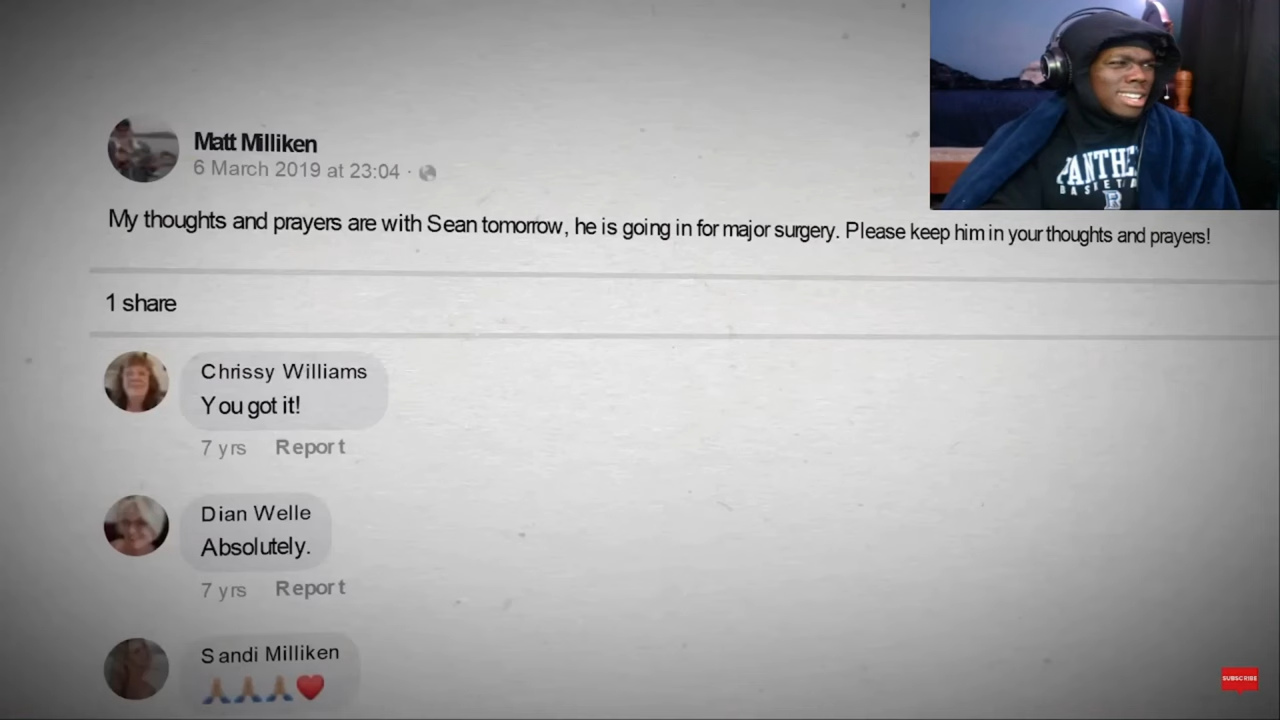 Matt Milliken
6 March 2019 at 23:04 ·
My thoughts and prayers are with Sean tomorrow, he is going in for major surgery. Please keep him in your thoughts and prayers!
1 share
Chrissy Williams
You got it!
7 yrs Report
Dian Welle
Absolutely.
7 yrs Report
Sandi Milliken
🙏🏽🙏🏽🙏🏽❤️
PANTHE
BASKETBA
B
SUBSCRIBE